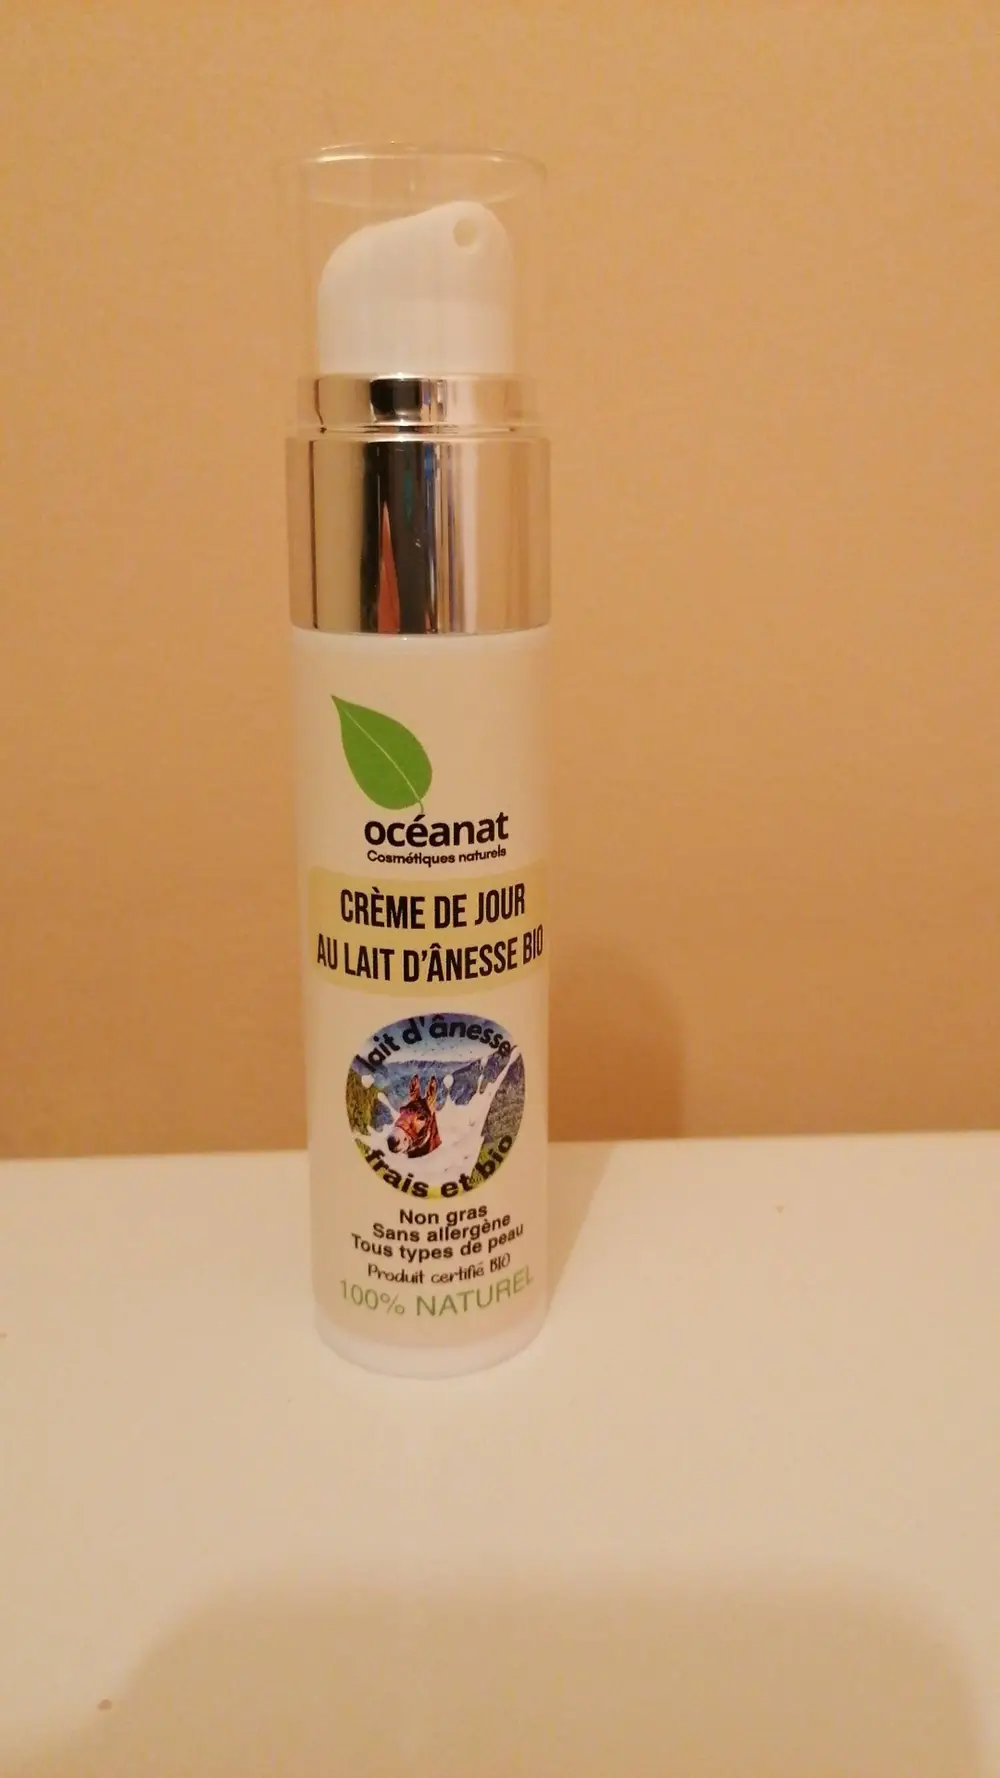 océanat
Cosmétiques naturels
CRÈME DE JOUR
AU LAIT D'ÂNESSE BIO
lait d'ânesse
frais et bio
Non gras
Sans allergène
Tous types de peau
Produit certifié BIO
100% NATUREL